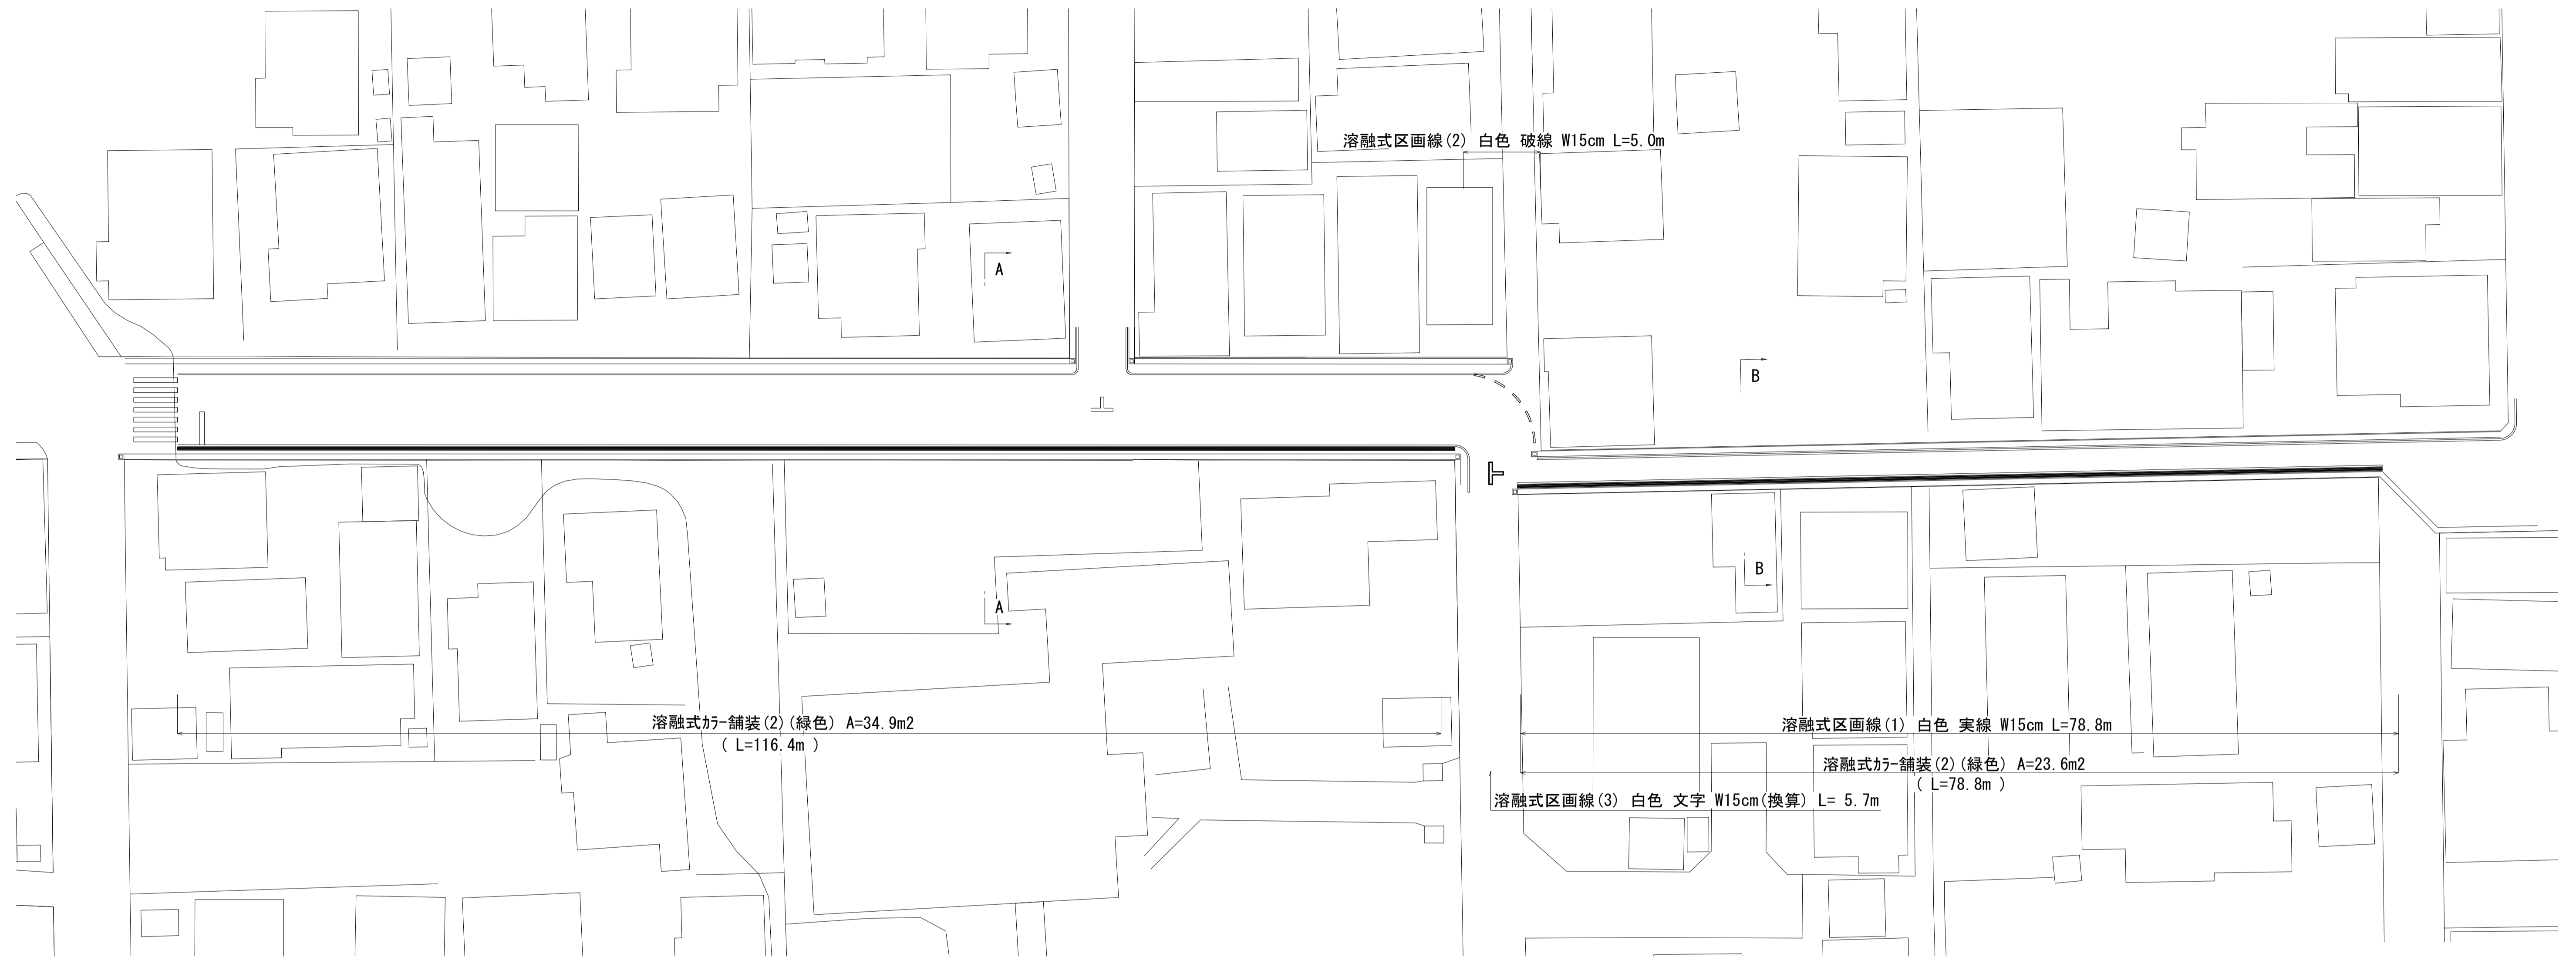 溶融式区画線(2) 白色 破線 W15cm L=5.0m
A
B
B
A
溶融式ｶﾗｰ舗装(2)(緑色) A=34.9m2
( L=116.4m )
溶融式区画線(1) 白色 実線 W15cm L=78.8m
溶融式ｶﾗｰ舗装(2)(緑色) A=23.6m2
( L=78.8m )
溶融式区画線(3) 白色 文字 W15cm(換算) L= 5.7m